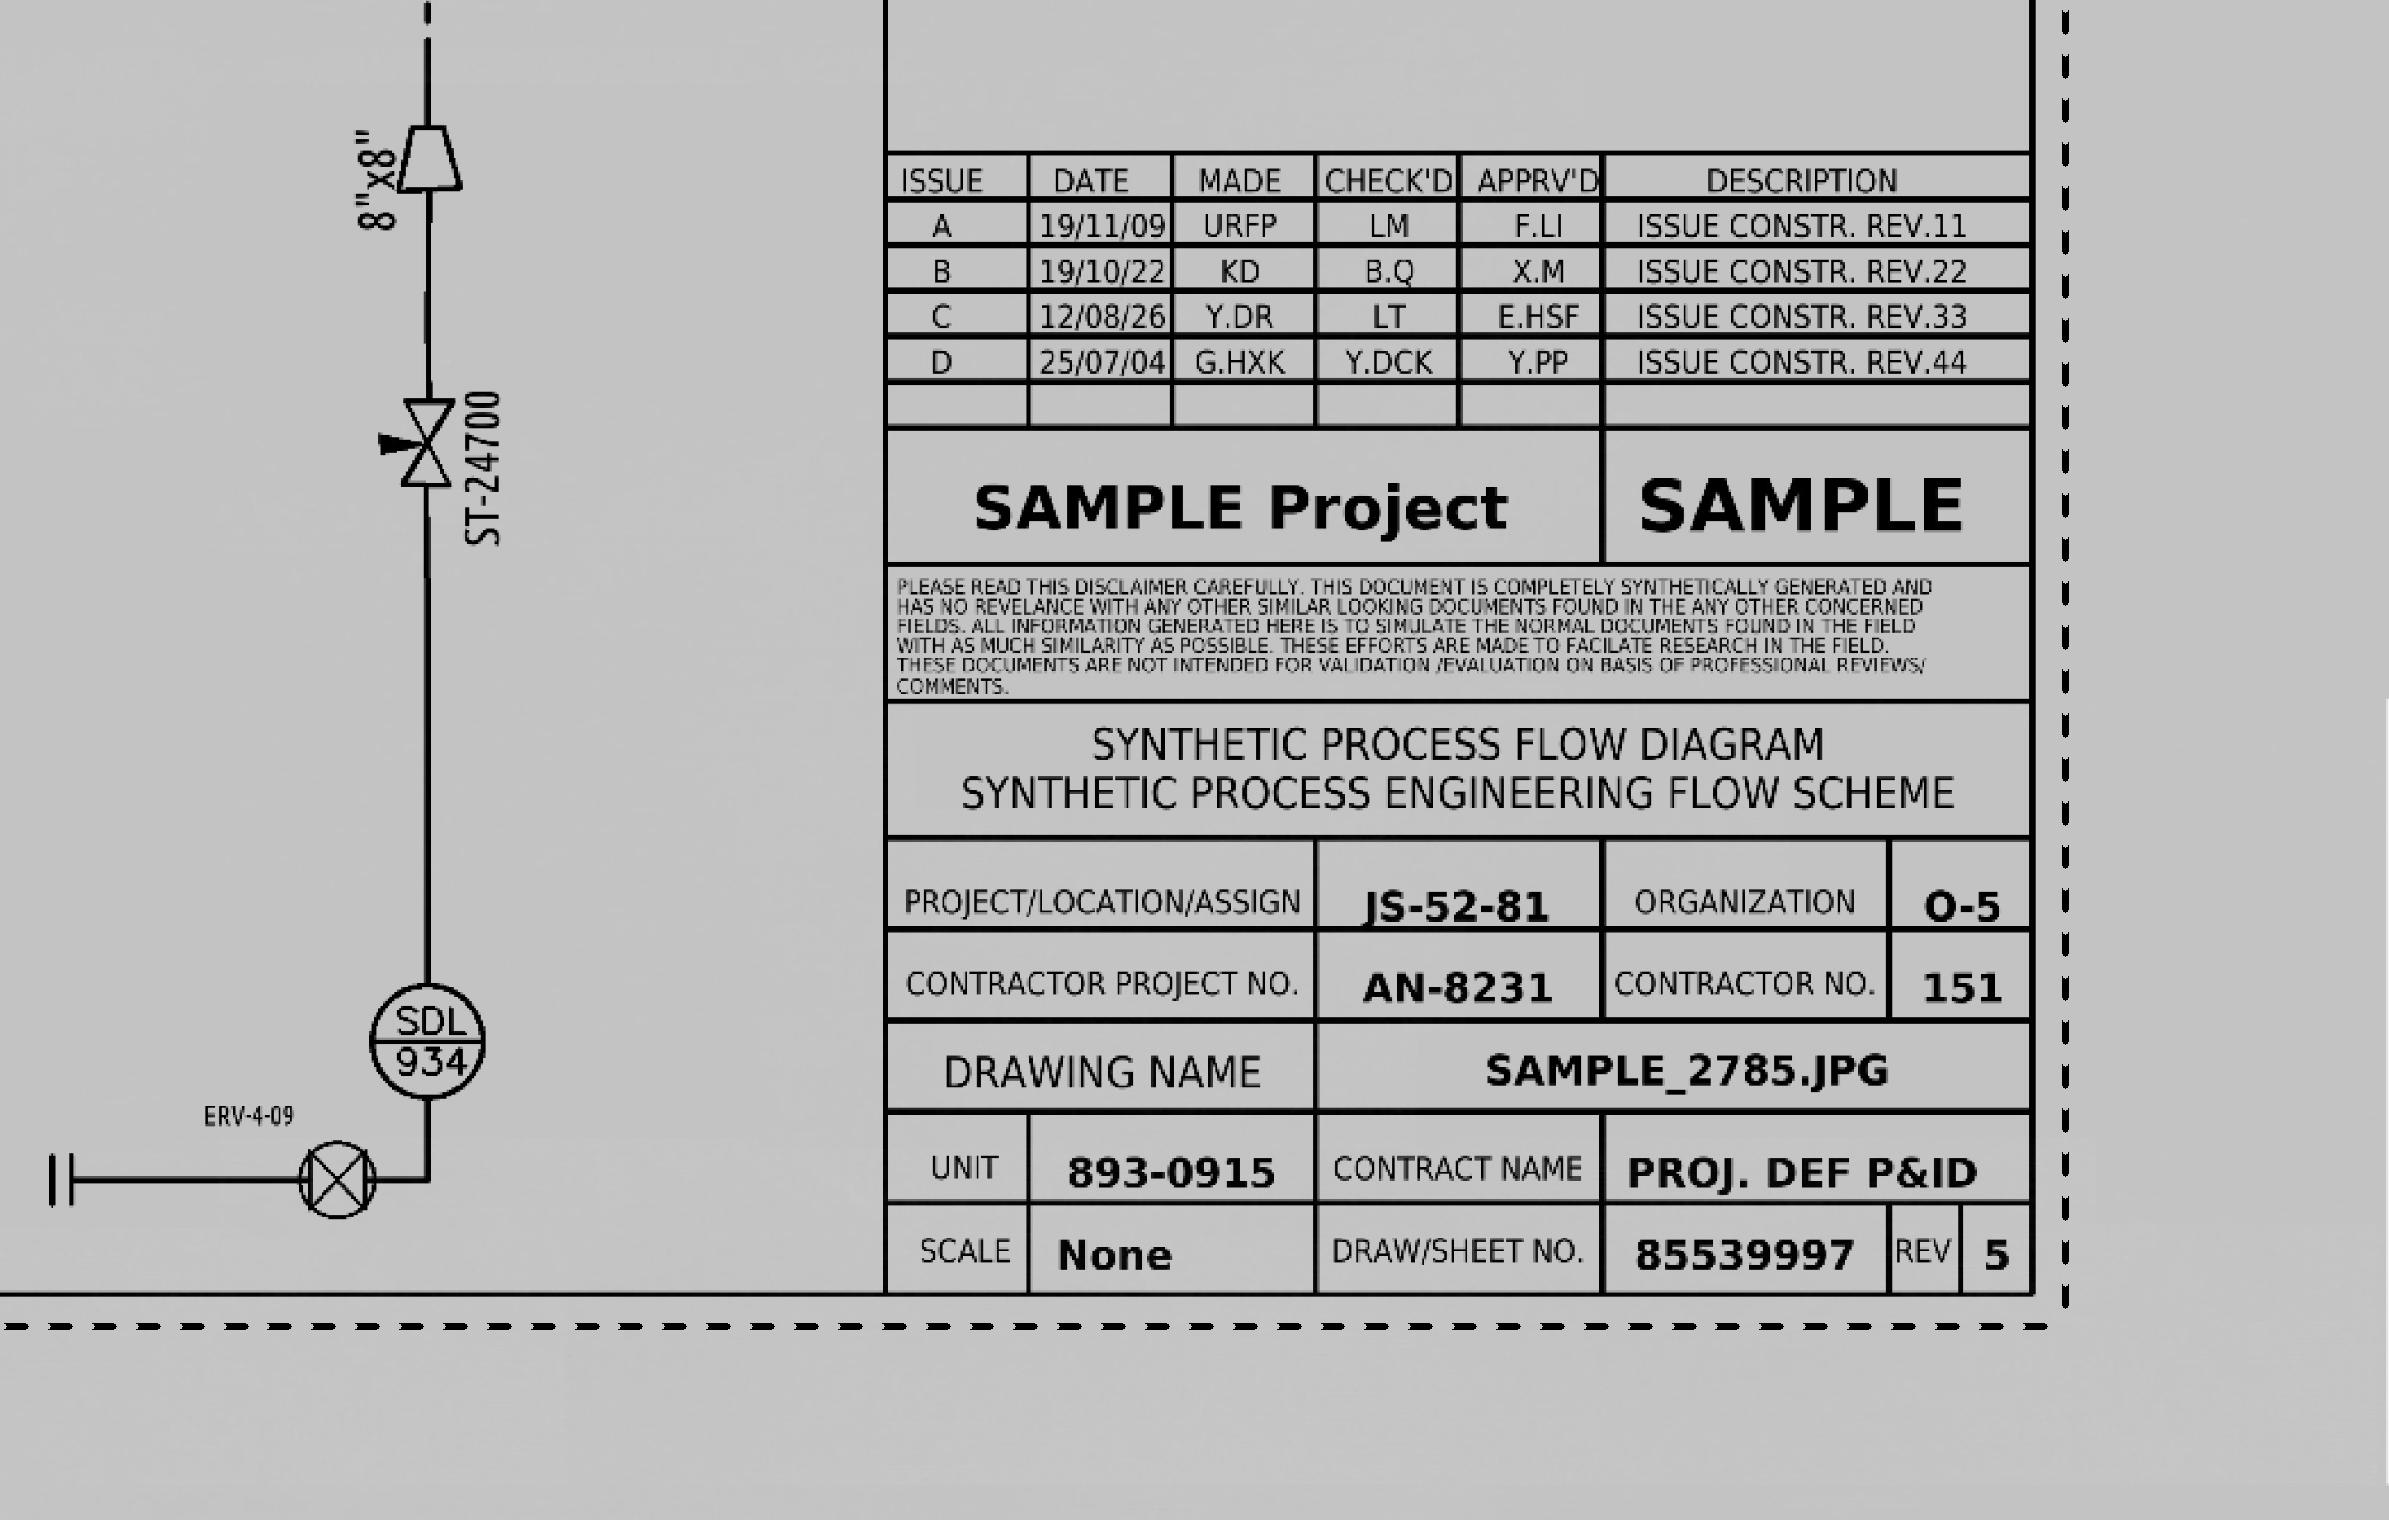 8"x8"
ST-24700
SDL
934
ERV-4-09
ISSUE DATE MADE CHECK'D APPRV'D DESCRIPTION
A 19/11/09 URFP LM F.LI ISSUE CONSTR. REV.11
B 19/10/22 KD B.Q X.M ISSUE CONSTR. REV.22
C 12/08/26 Y.DR LT E.HSF ISSUE CONSTR. REV.33
D 25/07/04 G.HXK Y.DCK Y.PP ISSUE CONSTR. REV.44
SAMPLE Project SAMPLE
PLEASE READ THIS DISCLAIMER CAREFULLY. THIS DOCUMENT IS COMPLETELY SYNTHETICALLY GENERATED AND
HAS NO REVELANCE WITH ANY OTHER SIMILAR LOOKING DOCUMENTS FOUND IN THE ANY OTHER CONCERNED
FIELDS. ALL INFORMATION GENERATED HERE IS TO SIMULATE THE NORMAL DOCUMENTS FOUND IN THE FIELD
WITH AS MUCH SIMILARITY AS POSSIBLE. THESE EFFORTS ARE MADE TO FACILATE RESEARCH IN THE FIELD.
THESE DOCUMENTS ARE NOT INTENDED FOR VALIDATION /EVALUATION ON BASIS OF PROFESSIONAL REVIEWS/
COMMENTS.
SYNTHETIC PROCESS FLOW DIAGRAM
SYNTHETIC PROCESS ENGINEERING FLOW SCHEME
PROJECT/LOCATION/ASSIGN JS-52-81 ORGANIZATION O-5
CONTRACTOR PROJECT NO. AN-8231 CONTRACTOR NO. 151
DRAWING NAME SAMPLE_2785.JPG
UNIT 893-0915 CONTRACT NAME PROJ. DEF P&ID
SCALE None DRAW/SHEET NO. 85539997 REV 5